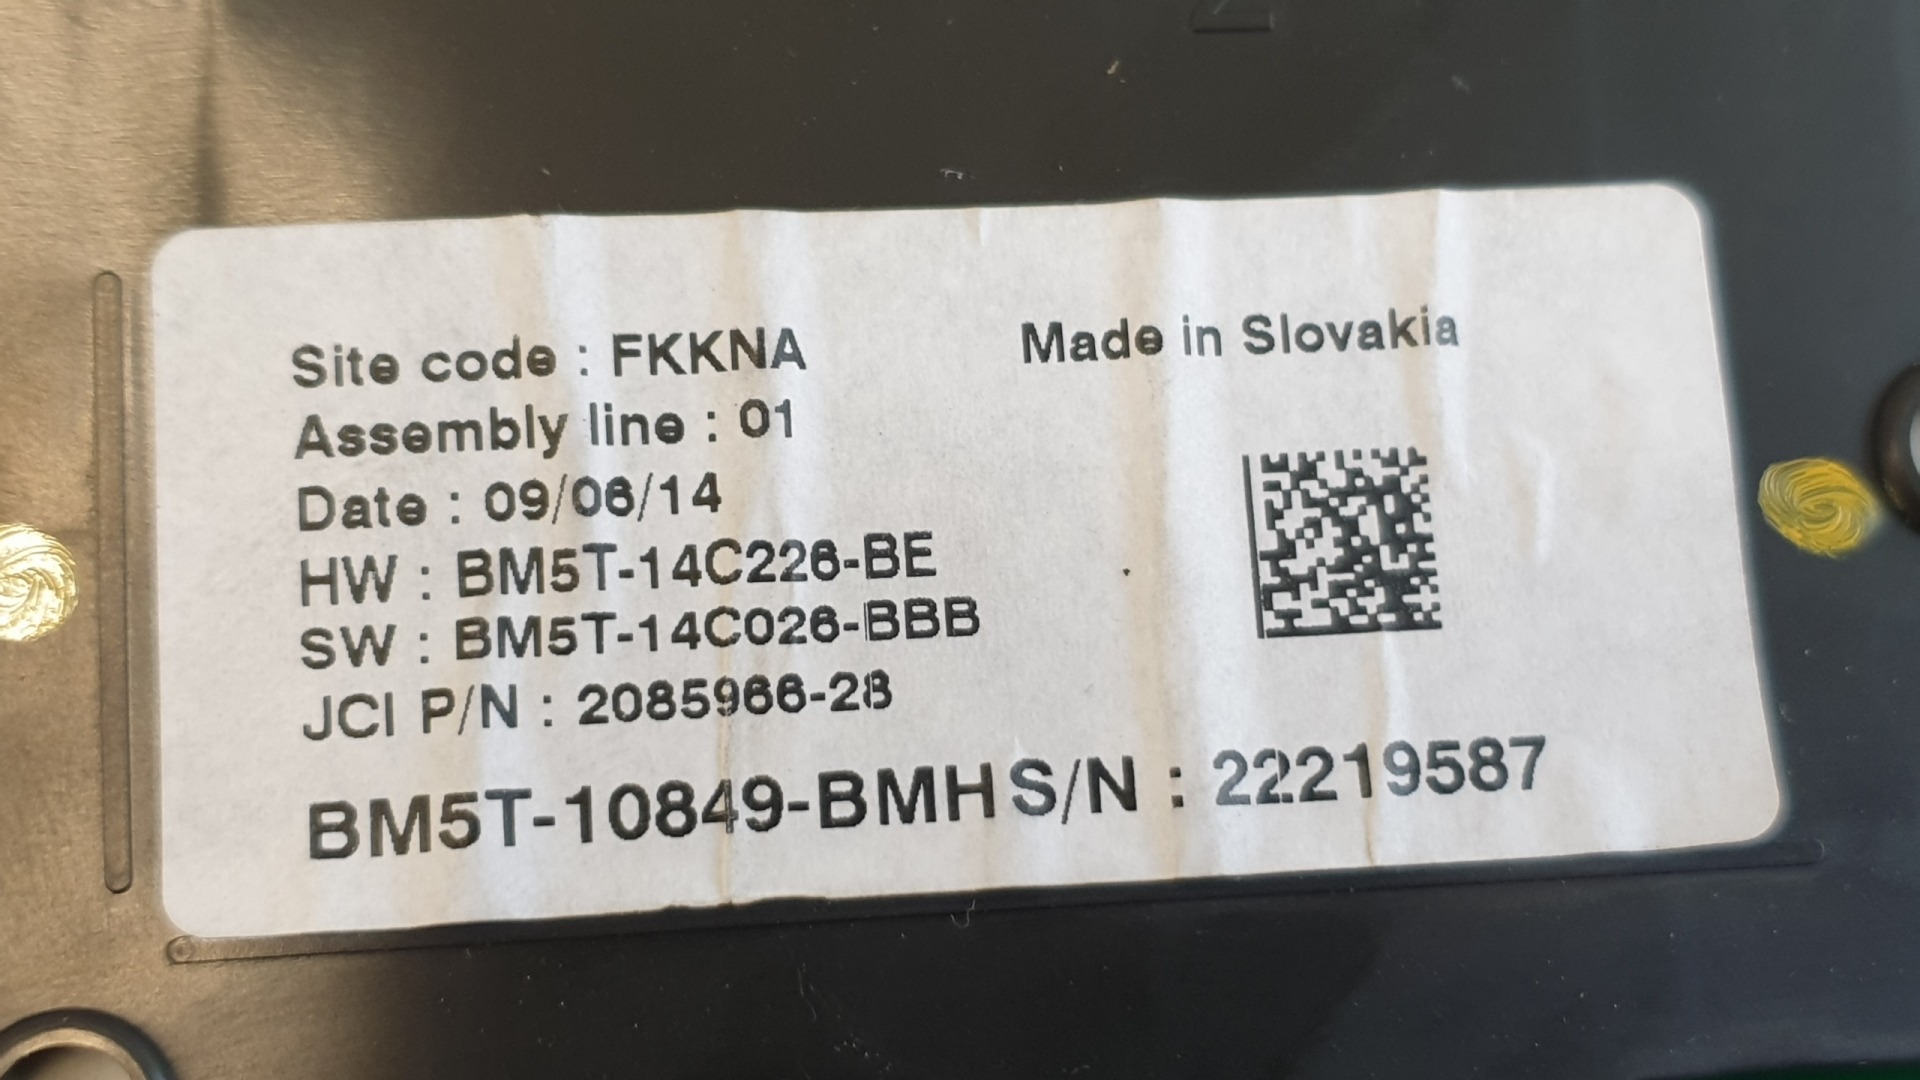 Site code : FKKNA
Made in Slovakia
Assembly line : 01
Date : 09/06/14
HW : BM5T-14C226-BE
SW : BM5T-14C026-BBB
JCI P/N : 2085966-28
BM5T-10849-BMH S/N : 22219587